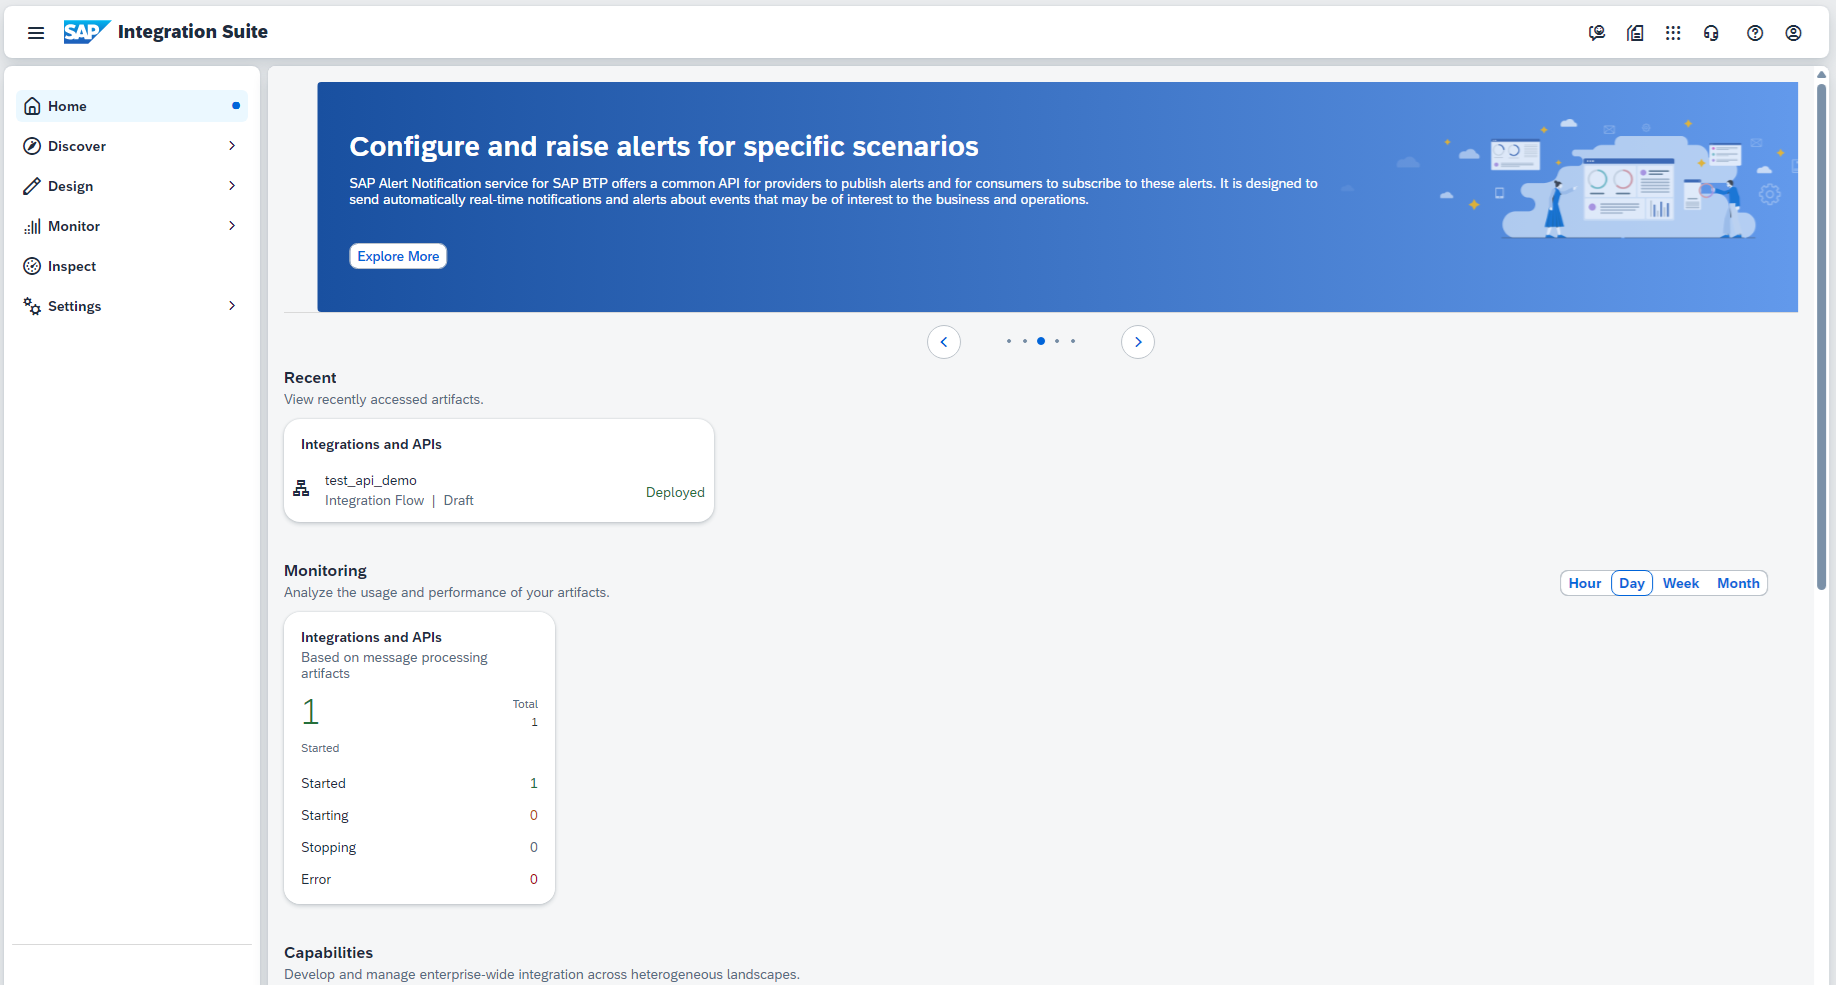 SAP Integration Suite
Home
Discover
Design
Monitor
Inspect
Settings
Configure and raise alerts for specific scenarios
SAP Alert Notification service for SAP BTP offers a common API for providers to publish alerts and for consumers to subscribe to these alerts. It is designed to
send automatically real-time notifications and alerts about events that may be of interest to the business and operations.
Explore More
Recent
View recently accessed artifacts.
Integrations and APIs
test_api_demo
Integration Flow | Draft
Deployed
Monitoring
Analyze the usage and performance of your artifacts.
Hour Day Week Month
Integrations and APIs
Based on message processing
artifacts
1
Total
1
Started
Started 1
Starting 0
Stopping 0
Error 0
Capabilities
Develop and manage enterprise-wide integration across heterogeneous landscapes.